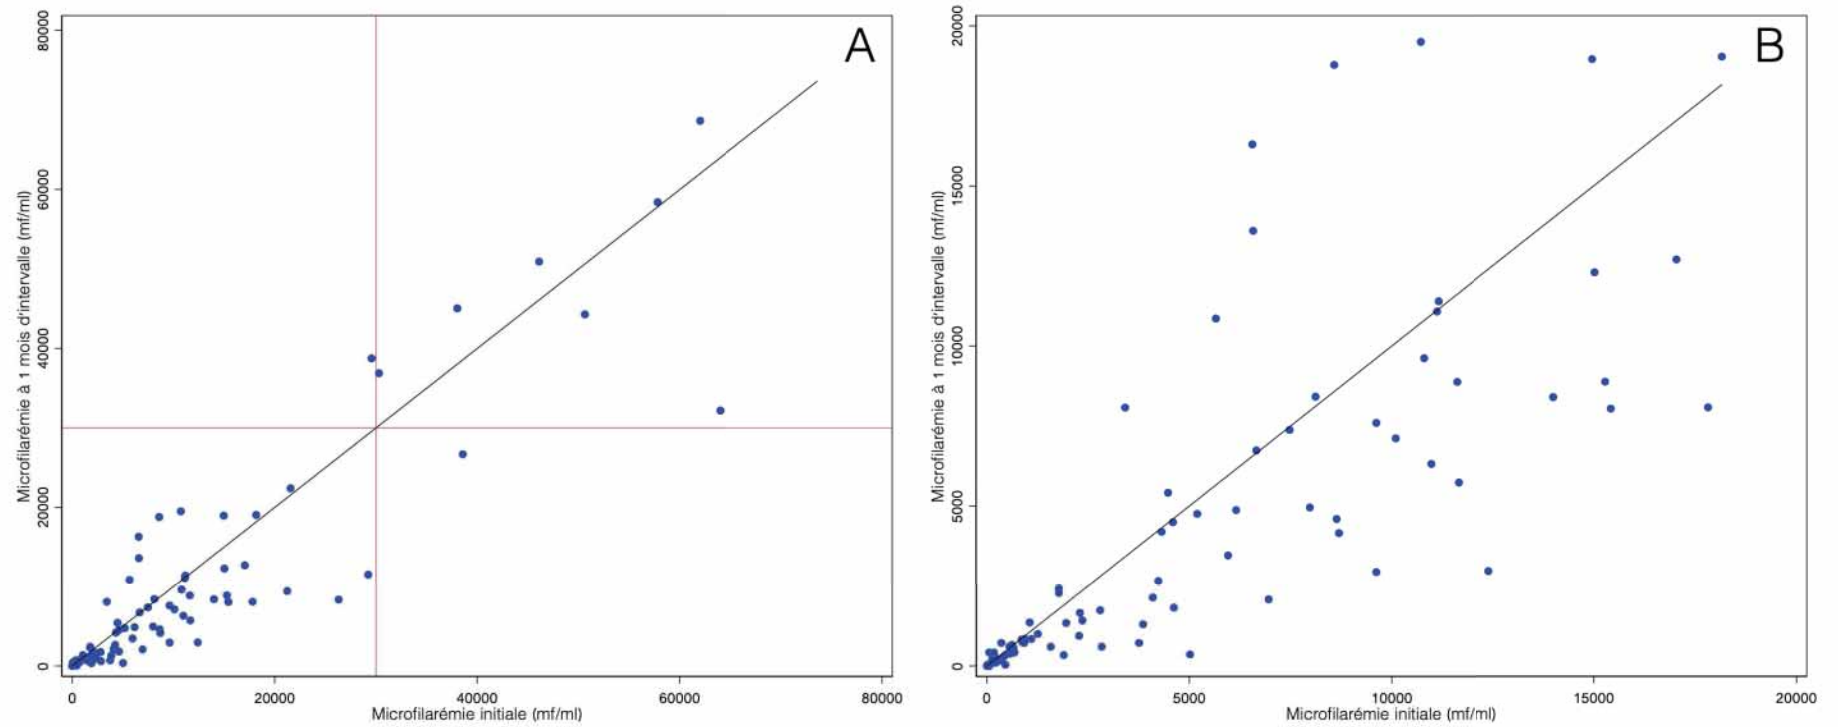 A
80000
60000
40000
20000
0
Microfilarémie à 1 mois d'intervalle (mf/ml)
0 20000 40000 60000 80000
Microfilarémie initiale (mf/ml)
B
20000
15000
10000
5000
0
Microfilarémie à 1 mois d'intervalle (mf/ml)
0 5000 10000 15000 20000
Microfilarémie initiale (mf/ml)